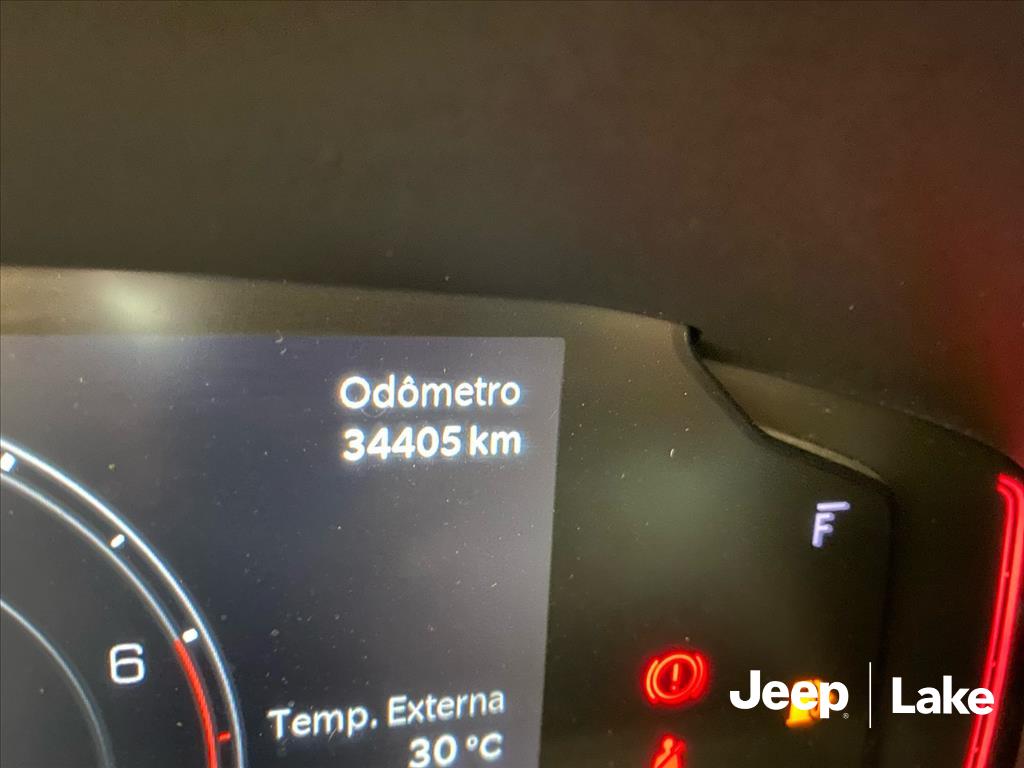 Odômetro
34405 km
F
6
Temp. Externa
30 °C
Jeep® | Lake